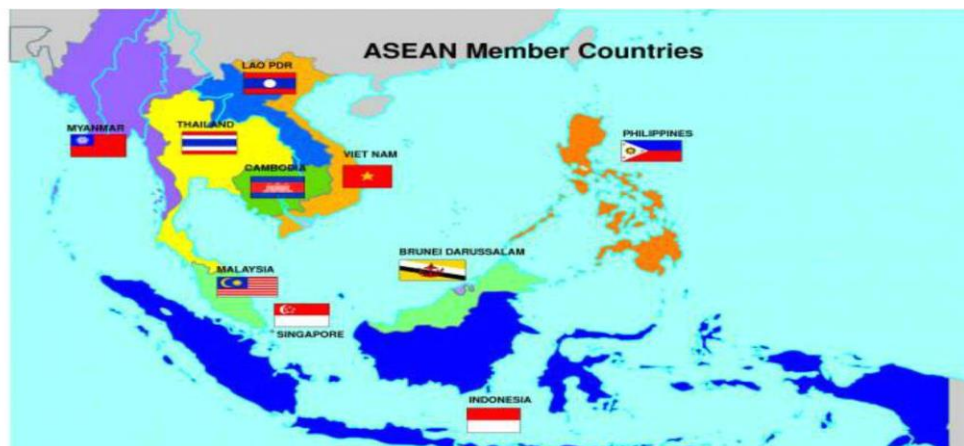 ASEAN Member Countries
LAO PDR
MYANMAR
THAILAND
PHILIPPINES
VIET NAM
CAMBODIA
BRUNEI DARUSSALAM
MALAYSIA
SINGAPORE
INDONESIA